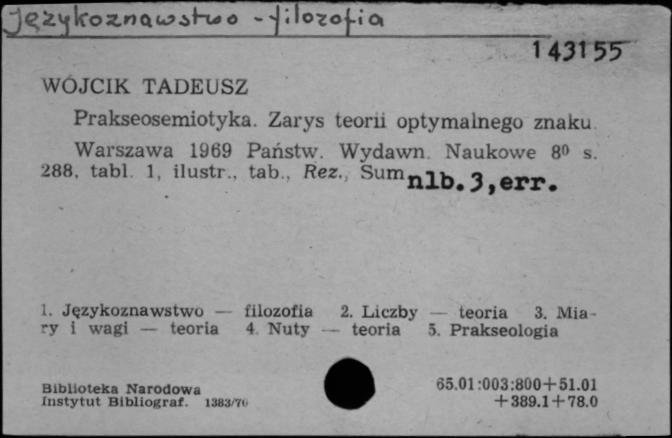 Językoznawstwo - filozofia
143155
WÓJCIK TADEUSZ
Prakseosemiotyka. Zarys teorii optymalnego znaku.
Warszawa 1969 Państw. Wydawn. Naukowe 8⁰ s.
288, tabl. 1, ilustr., tab., Rez., Sum nlb. 3, err.
1. Językoznawstwo — filozofia 2. Liczby — teoria 3. Mia-
ry i wagi — teoria 4. Nuty — teoria 5. Prakseologia
Biblioteka Narodowa
Instytut Bibliograf. 1383/70
65.01:003:800+51.01
+389.1+78.0